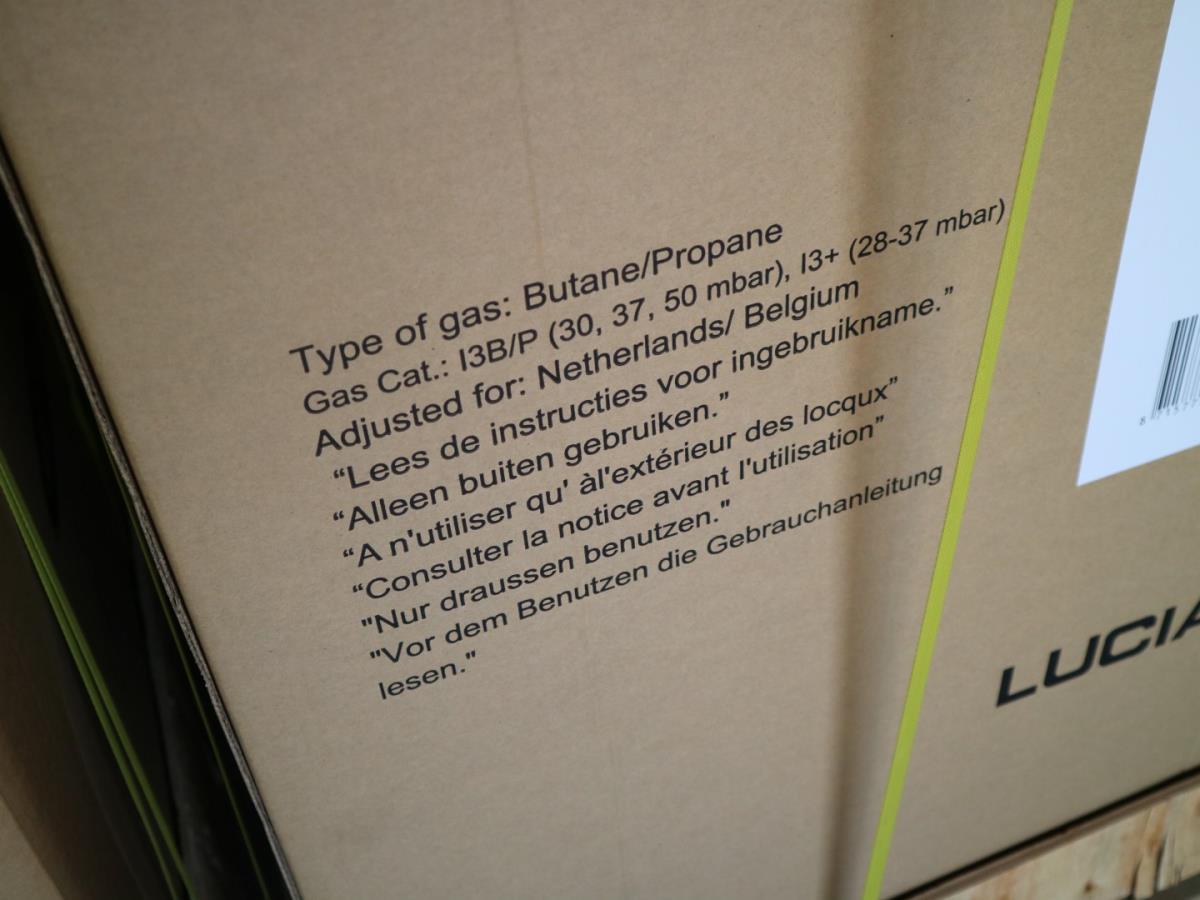 Type of gas: Butane/Propane
Gas Cat.: I3B/P (30, 37, 50 mbar), I3+ (28-37 mbar)
Adjusted for: Netherlands/ Belgium
“Lees de instructies voor ingebruikname.”
“Alleen buiten gebruiken.”
“A n'utiliser qu' àl'extérieur des locqux”
“Consulter la notice avant l'utilisation”
"Nur draussen benutzen."
"Vor dem Benutzen die Gebrauchanleitung
lesen."
LUCIA